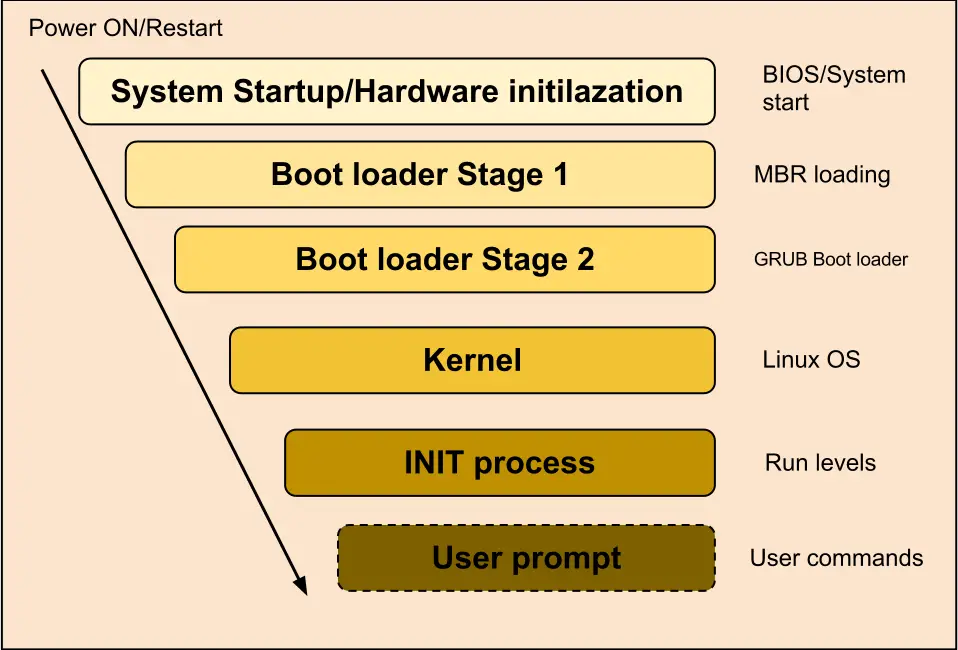 Power ON/Restart
System Startup/Hardware initilazation
BIOS/System
start
Boot loader Stage 1
MBR loading
Boot loader Stage 2
GRUB Boot loader
Kernel
Linux OS
INIT process
Run levels
User prompt
User commands